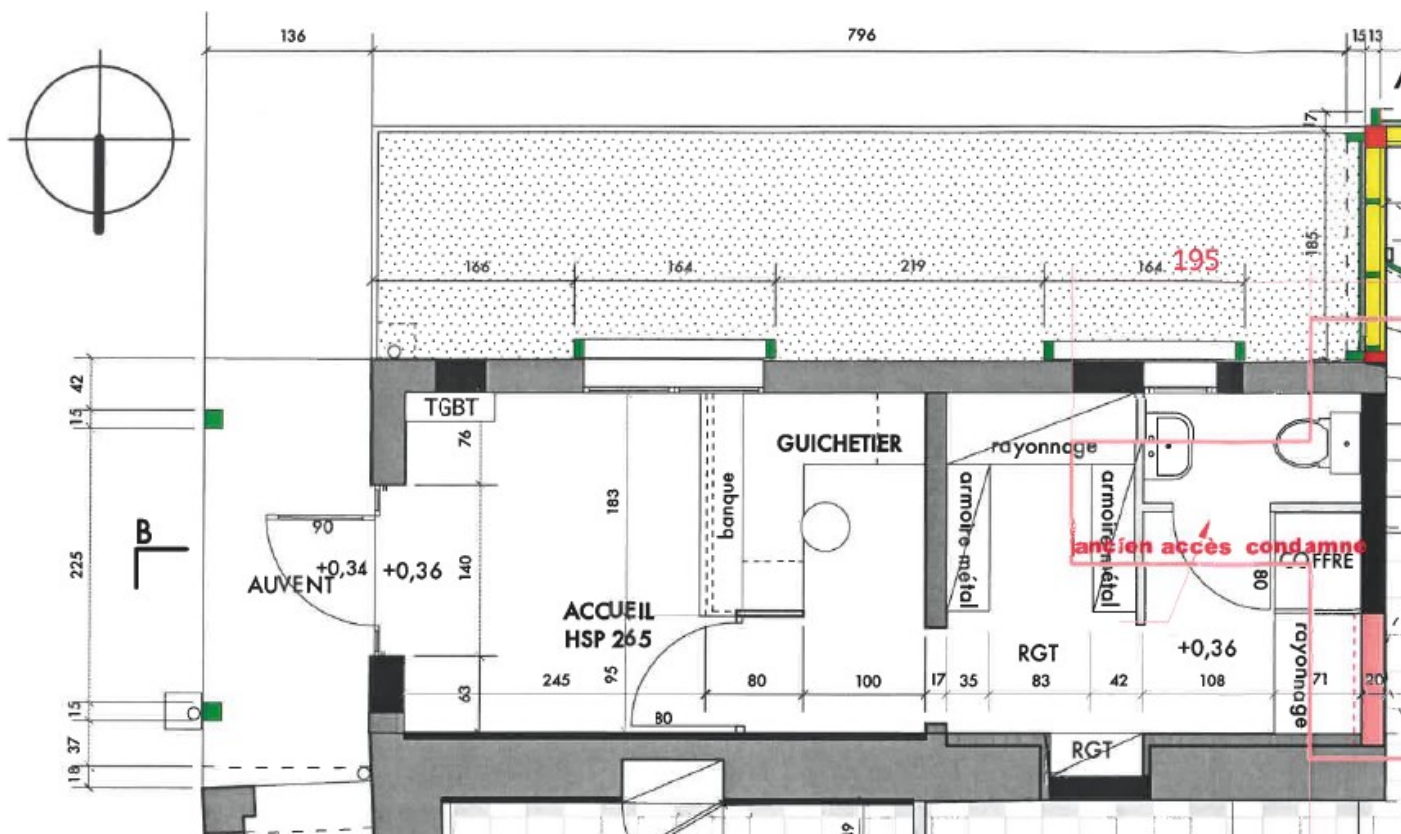 136
796
15
13
17
185
166
164
219
164
195
42
15
225
15
37
18
TGBT
76
183
GUICHETIER
banque
rayonnage
armoire métal
armoire métal
B
90
+0,34
+0,36
140
AUVENT
ancien accès condamné
80
ACCUEIL
HSP 265
RGT
+0,36
rayonnage
63
245
95
80
100
17
35
83
42
108
71
20
80
RGT